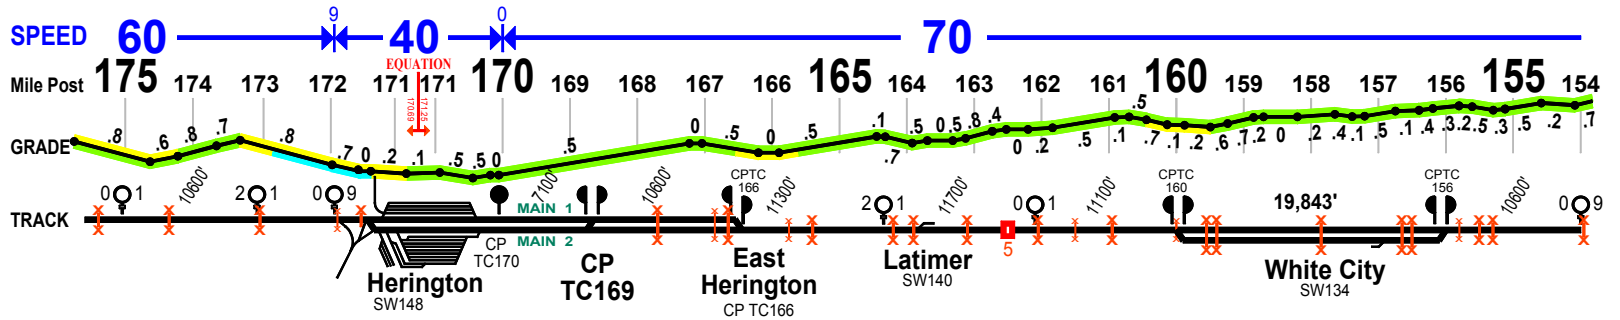 9 0
SPEED 60 40 70
EQUATION
Mile Post 175 174 173 172 171 171 170 169 168 167 166 165 164 163 162 161 160 159 158 157 156 155 154
170.69 171.25
GRADE .8 .6 .8 .7 .8 .7 0 .2 .1 .5 .5 0 .5 0 .5 0 .5 .1 .7 .5 0 .5 .8 .4 0 .2 .5 .1 .5 .7 .1 .2 .6 .7 .2 0 .2 .4 .1 .5 .1 .4 .3 .2 .5 .3 .5 .2 .7
10600' 7100' 10600' 11300' 11700' 11100' 10600'
CPTC 166
CPTC 160
CPTC 156
0 1 2 1 0 9 2 1 0 1 19,843' 0 9
TRACK MAIN 1
MAIN 2
CP
TC170
5
Herington
SW148
CP
TC169
East
Herington
CP TC166
Latimer
SW140
White City
SW134